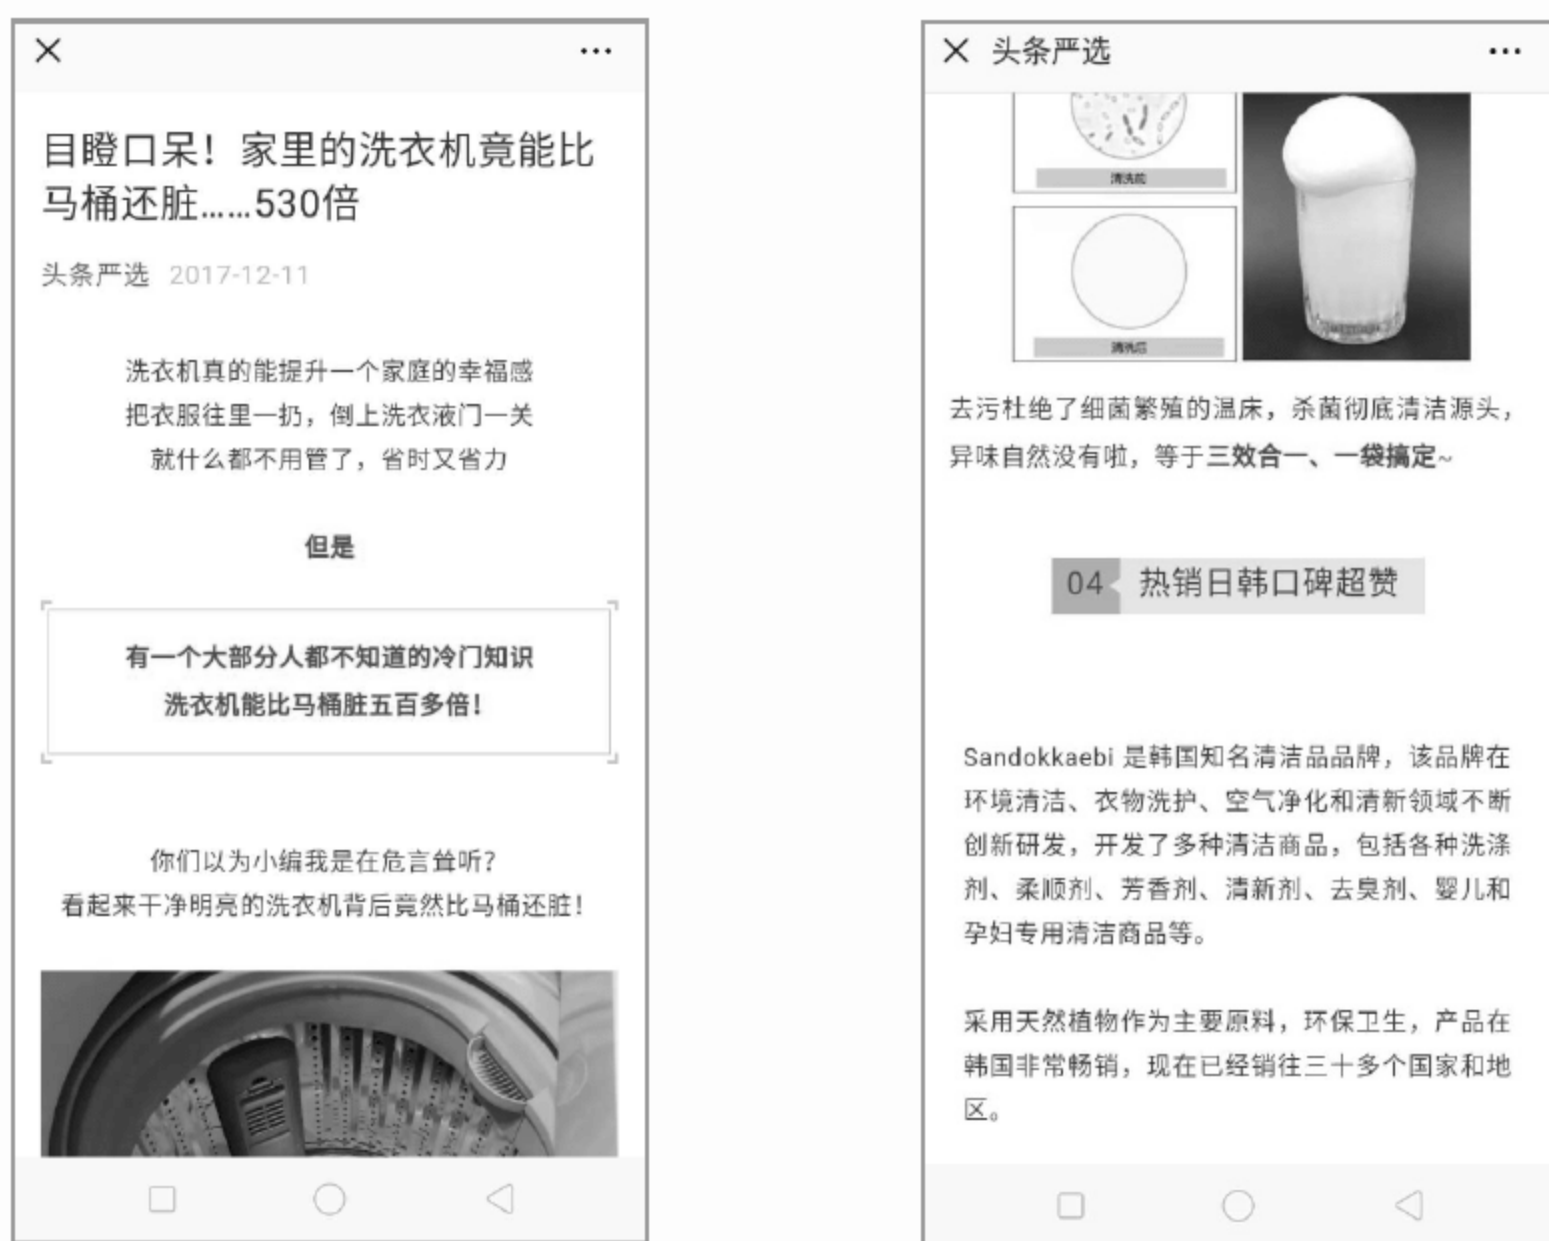 目瞪口呆！家里的洗衣机竟能比
马桶还脏……530倍
头条严选 2017-12-11
洗衣机真的能提升一个家庭的幸福感
把衣服往里一扔，倒上洗衣液门一关
就什么都不用管了，省时又省力
但是
有一个大部分人都不知道的冷门知识
洗衣机能比马桶脏五百多倍！
你们以为小编我是在危言耸听？
看起来干净明亮的洗衣机背后竟然比马桶还脏！
头条严选
清洗前
清洗后
去污杜绝了细菌繁殖的温床，杀菌彻底清洁源头，
异味自然没有啦，等于三效合一、一袋搞定~
04 热销日韩口碑超赞
Sandokkaebi 是韩国知名清洁品品牌，该品牌在
环境清洁、衣物洗护、空气净化和清新领域不断
创新研发，开发了多种清洁商品，包括各种洗涤
剂、柔顺剂、芳香剂、清新剂、去臭剂、婴儿和
孕妇专用清洁商品等。
采用天然植物作为主要原料，环保卫生，产品在
韩国非常畅销，现在已经销往三十多个国家和地
区。